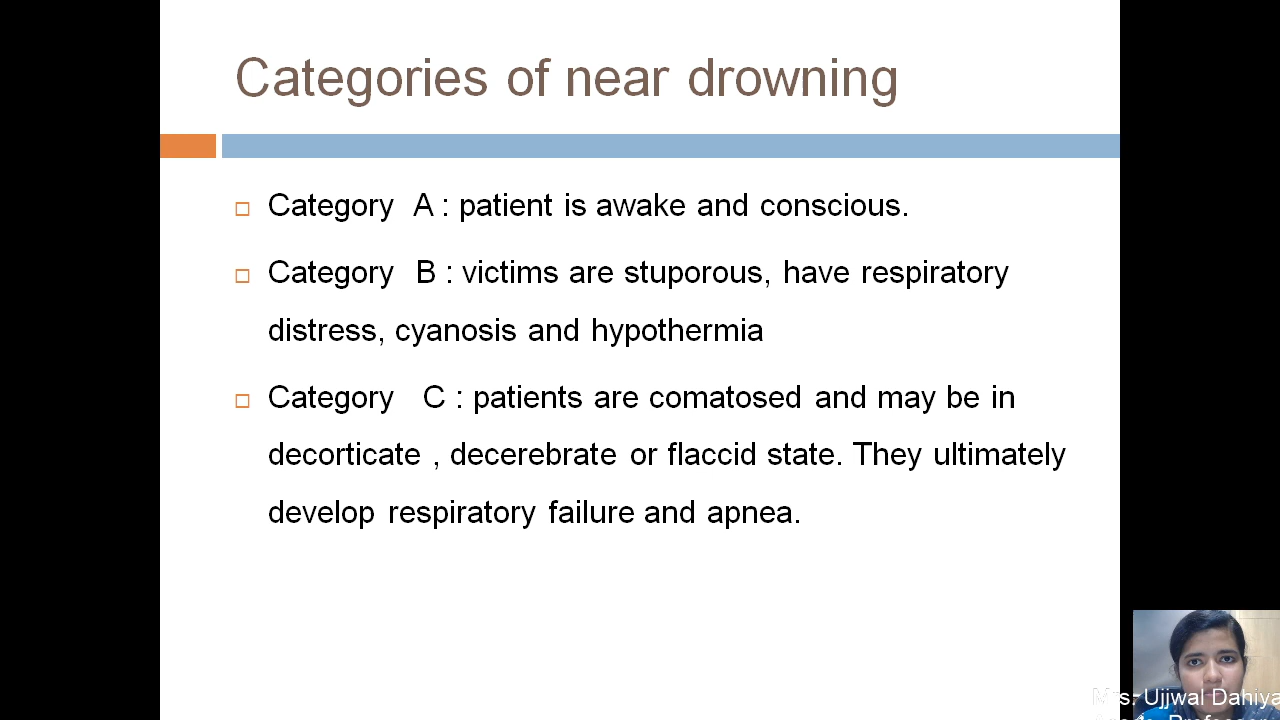 Categories of near drowning
Category A : patient is awake and conscious.
Category B : victims are stuporous, have respiratory
distress, cyanosis and hypothermia
Category C : patients are comatosed and may be in
decorticate , decerebrate or flaccid state. They ultimately
develop respiratory failure and apnea.
Mrs. Ujjwal Dahiya